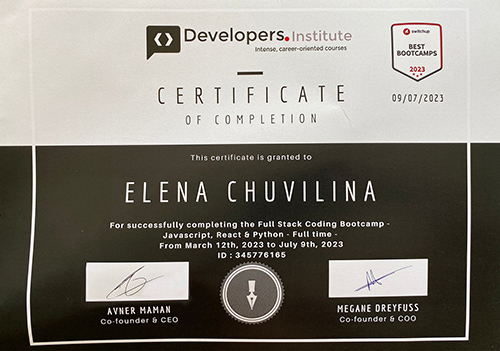 Developers.Institute
Intense, career-oriented courses
switchup
BEST
BOOTCAMPS
2023
CERTIFICATE
OF COMPLETION
09/07/2023
This certificate is granted to
ELENA CHUVILINA
For successfully completing the Full Stack Coding Bootcamp -
Javascript, React & Python - Full time -
From March 12th, 2023 to July 9th, 2023
ID : 345776165
AVNER MAMAN
Co-founder & CEO
MEGANE DREYFUSS
Co-founder & COO